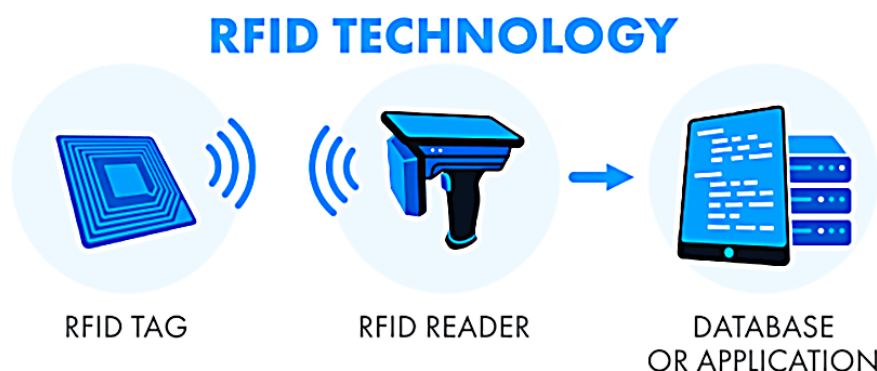 RFID TECHNOLOGY
RFID TAG
RFID READER
DATABASE
OR APPLICATION